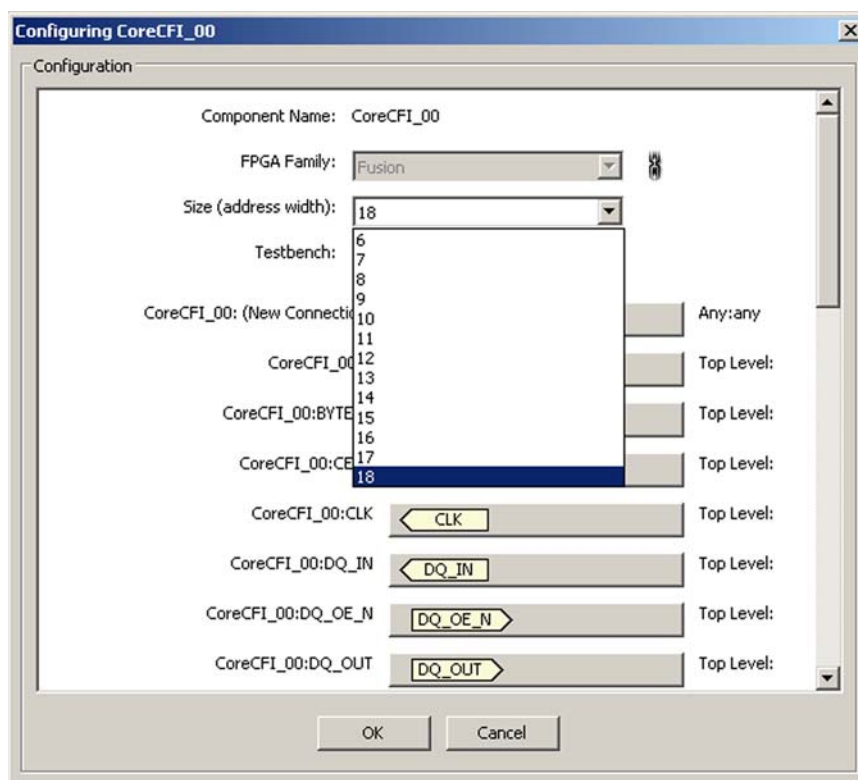 Configuring CoreCFI_00
Configuration
Component Name: CoreCFI_00
FPGA Family: Fusion
Size (address width): 18
Testbench:
6
7
8
9
10
11
12
13
14
15
16
17
18
CoreCFI_00: (New Connectio Any:any
CoreCFI_00 Top Level:
CoreCFI_00:BYTE Top Level:
CoreCFI_00:CE Top Level:
CoreCFI_00:CLK CLK Top Level:
CoreCFI_00:DQ_IN DQ_IN Top Level:
CoreCFI_00:DQ_OE_N DQ_OE_N Top Level:
CoreCFI_00:DQ_OUT DQ_OUT Top Level:
OK Cancel